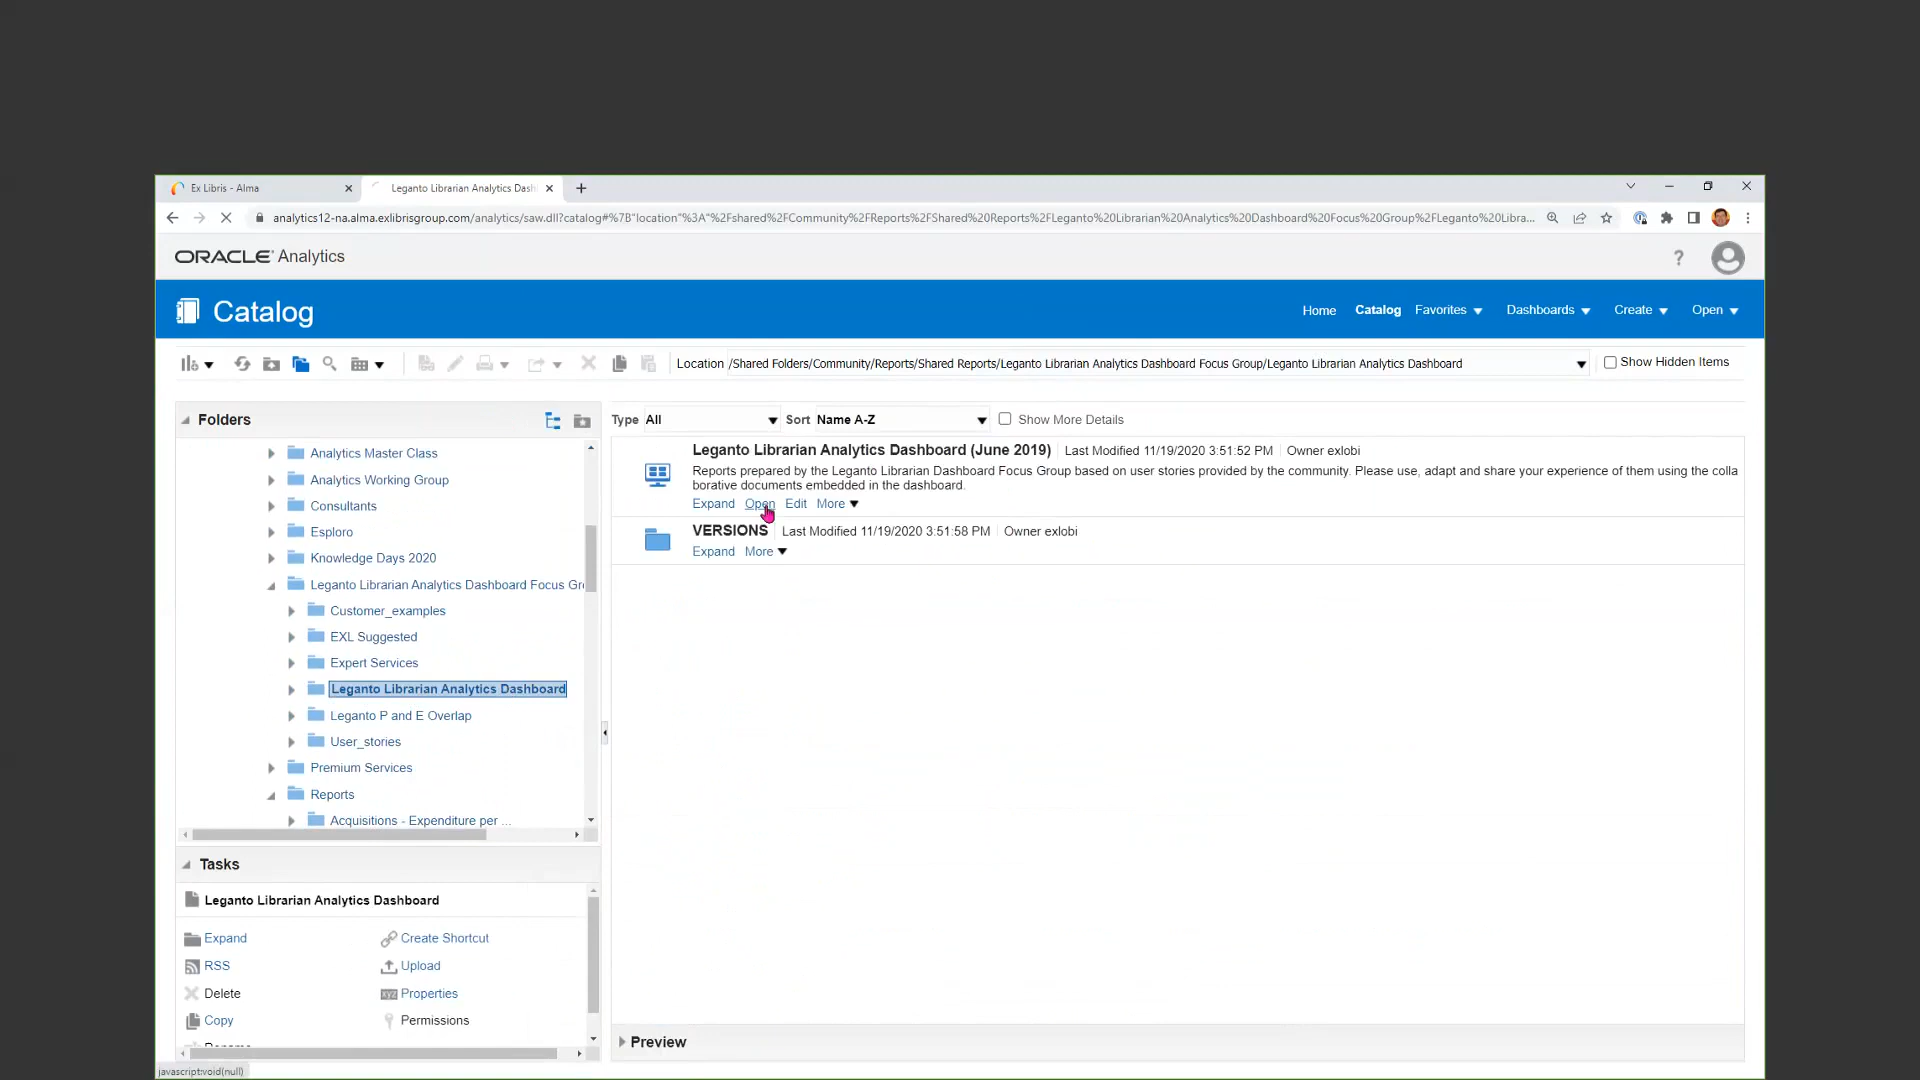 Ex Libris - Alma
Leganto Librarian Analytics Dash
analytics12-na.alma.exlibrisgroup.com/analytics/saw.dll?catalog#%7B"location"%3A"%2Fshared%2FCommunity%2FReports%2FShared%20Reports%2FLeganto%20Librarian%20Analytics%20Dashboard%20Focus%20Group%2FLeganto%20Libra...
ORACLE Analytics
?
Catalog
Home Catalog Favorites Dashboards Create Open
Location /Shared Folders/Community/Reports/Shared Reports/Leganto Librarian Analytics Dashboard Focus Group/Leganto Librarian Analytics Dashboard
Show Hidden Items
Folders
Analytics Master Class
Analytics Working Group
Consultants
Esploro
Knowledge Days 2020
Leganto Librarian Analytics Dashboard Focus Gr
Customer_examples
EXL Suggested
Expert Services
Leganto Librarian Analytics Dashboard
Leganto P and E Overlap
User_stories
Premium Services
Reports
Acquisitions - Expenditure per ...
Tasks
Leganto Librarian Analytics Dashboard
Expand Create Shortcut
RSS Upload
Delete xyz Properties
Copy Permissions
Rename
Type All Sort Name A-Z Show More Details
Leganto Librarian Analytics Dashboard (June 2019) Last Modified 11/19/2020 3:51:52 PM Owner exlobi
Reports prepared by the Leganto Librarian Dashboard Focus Group based on user stories provided by the community. Please use, adapt and share your experience of them using the colla
borative documents embedded in the dashboard.
Expand Open Edit More
VERSIONS Last Modified 11/19/2020 3:51:58 PM Owner exlobi
Expand More
Preview
javascript:void(null)